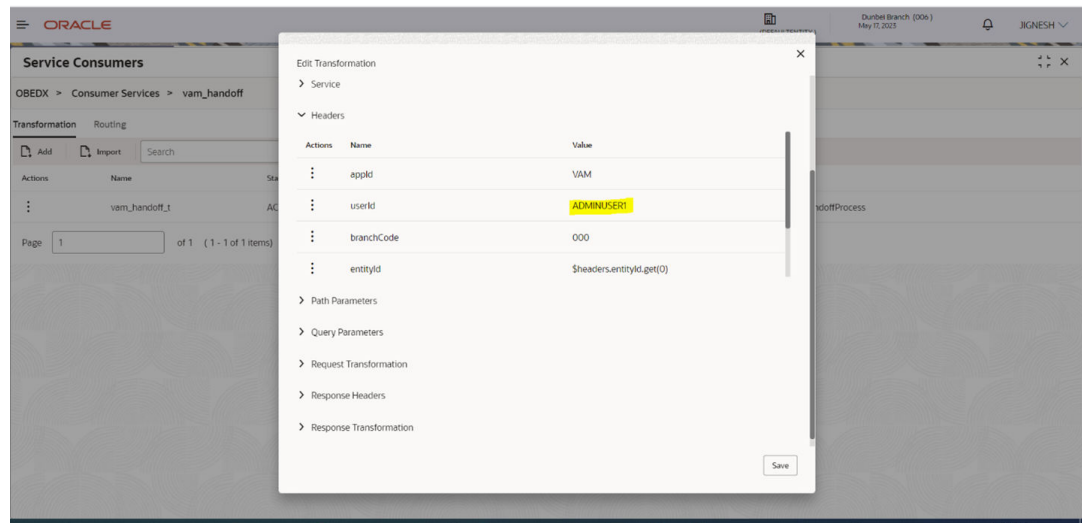 ORACLE
Dunbel Branch (006 )
May 17, 2023
JIGNESH
Service Consumers
OBEDX > Consumer Services > vam_handoff
Transformation Routing
Add Import Search
Actions Name
vam_handoff_t
Page 1 of 1 ( 1 - 1 of 1 items)
Edit Transformation
Service
Headers
Actions Name Value
appId VAM
userId ADMINUSER1
branchCode 000
entityId $headers.entityId.get(0)
Path Parameters
Query Parameters
Request Transformation
Response Headers
Response Transformation
Save